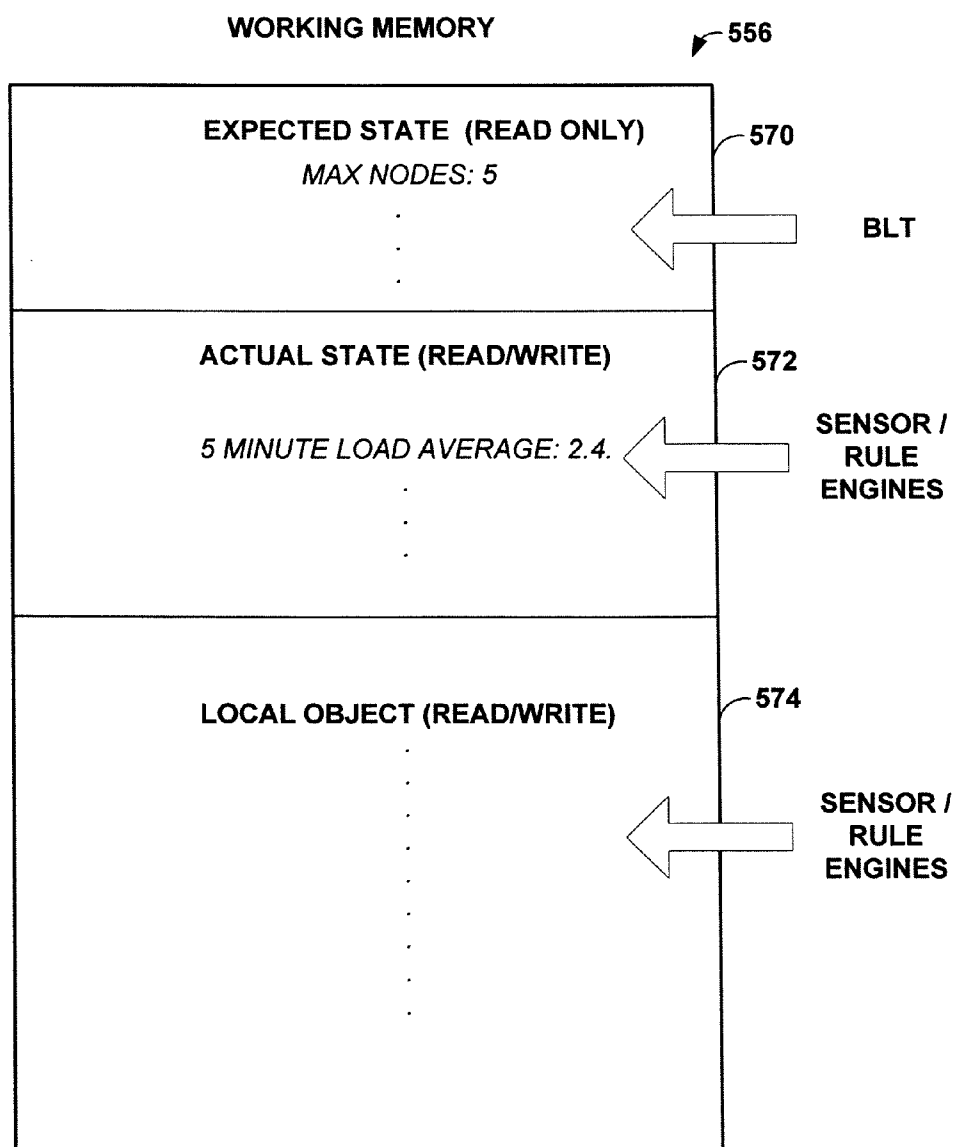 WORKING MEMORY
556
EXPECTED STATE (READ ONLY)
570
MAX NODES: 5
BLT
ACTUAL STATE (READ/WRITE)
572
5 MINUTE LOAD AVERAGE: 2.4.
SENSOR /
RULE
ENGINES
574
LOCAL OBJECT (READ/WRITE)
SENSOR /
RULE
ENGINES